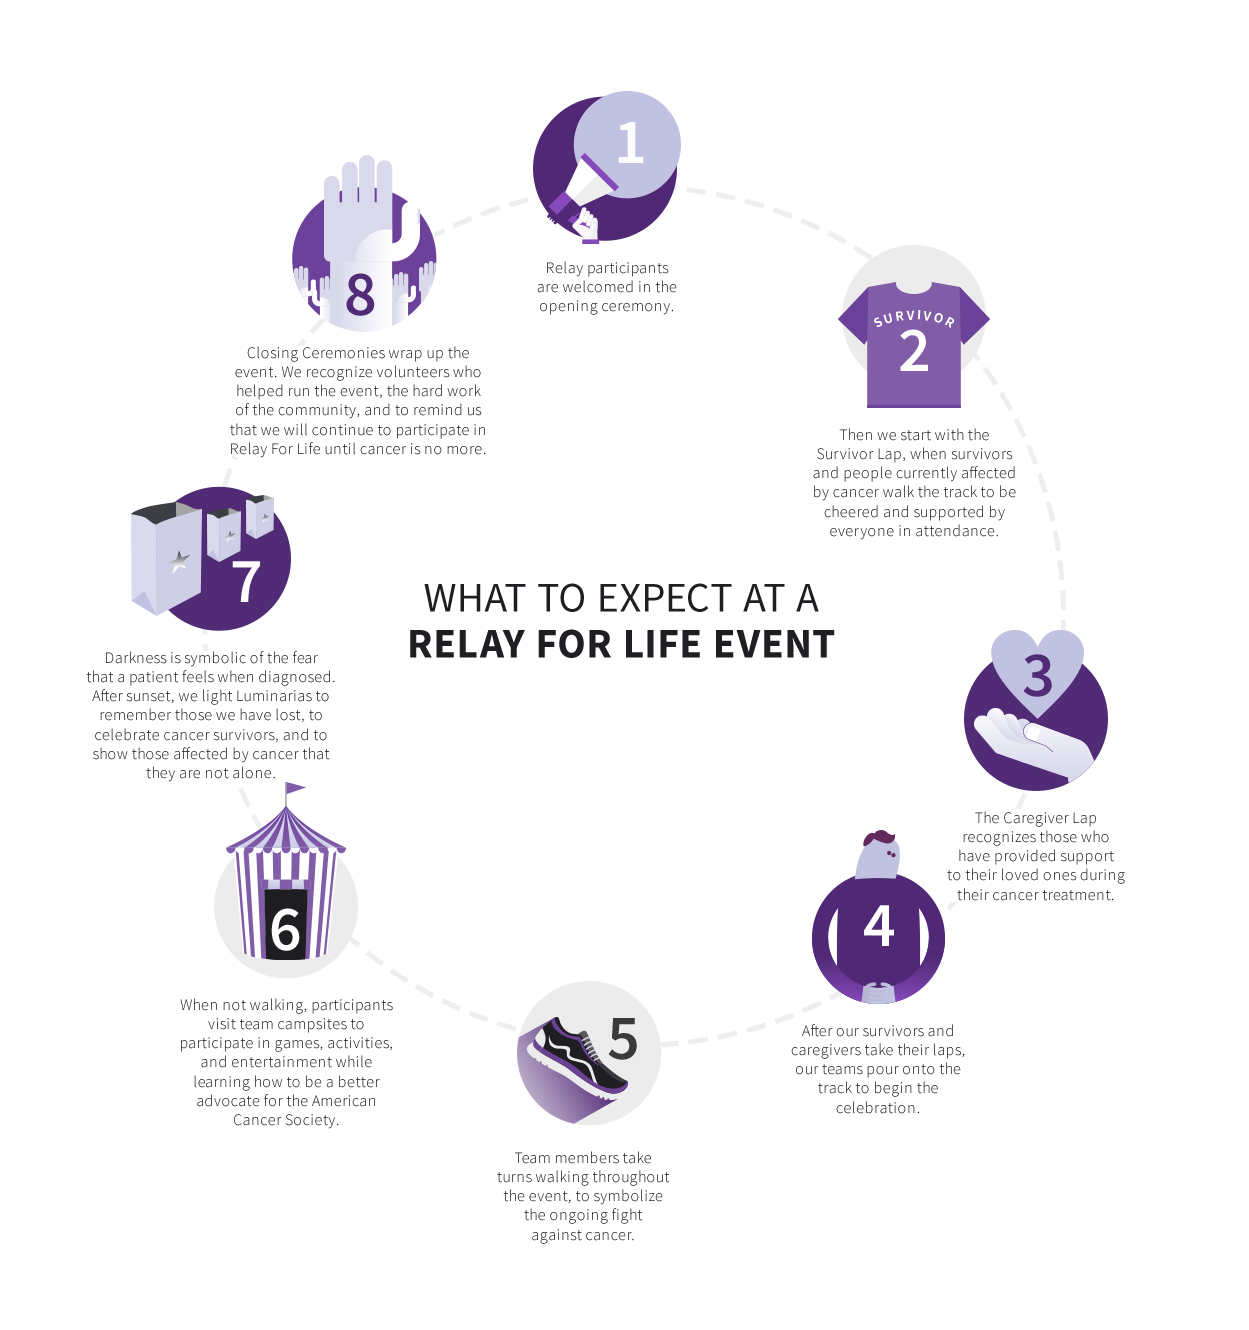 WHAT TO EXPECT AT A
RELAY FOR LIFE EVENT
1
Relay participants
are welcomed in the
opening ceremony.
SURVIVOR
2
Then we start with the
Survivor Lap, when survivors
and people currently affected
by cancer walk the track to be
cheered and supported by
everyone in attendance.
3
The Caregiver Lap
recognizes those who
have provided support
to their loved ones during
their cancer treatment.
4
After our survivors and
caregivers take their laps,
our teams pour onto the
track to begin the
celebration.
5
Team members take
turns walking throughout
the event, to symbolize
the ongoing fight
against cancer.
6
When not walking, participants
visit team campsites to
participate in games, activities,
and entertainment while
learning how to be a better
advocate for the American
Cancer Society.
7
Darkness is symbolic of the fear
that a patient feels when diagnosed.
After sunset, we light Luminarias to
remember those we have lost, to
celebrate cancer survivors, and to
show those affected by cancer that
they are not alone.
8
Closing Ceremonies wrap up the
event. We recognize volunteers who
helped run the event, the hard work
of the community, and to remind us
that we will continue to participate in
Relay For Life until cancer is no more.